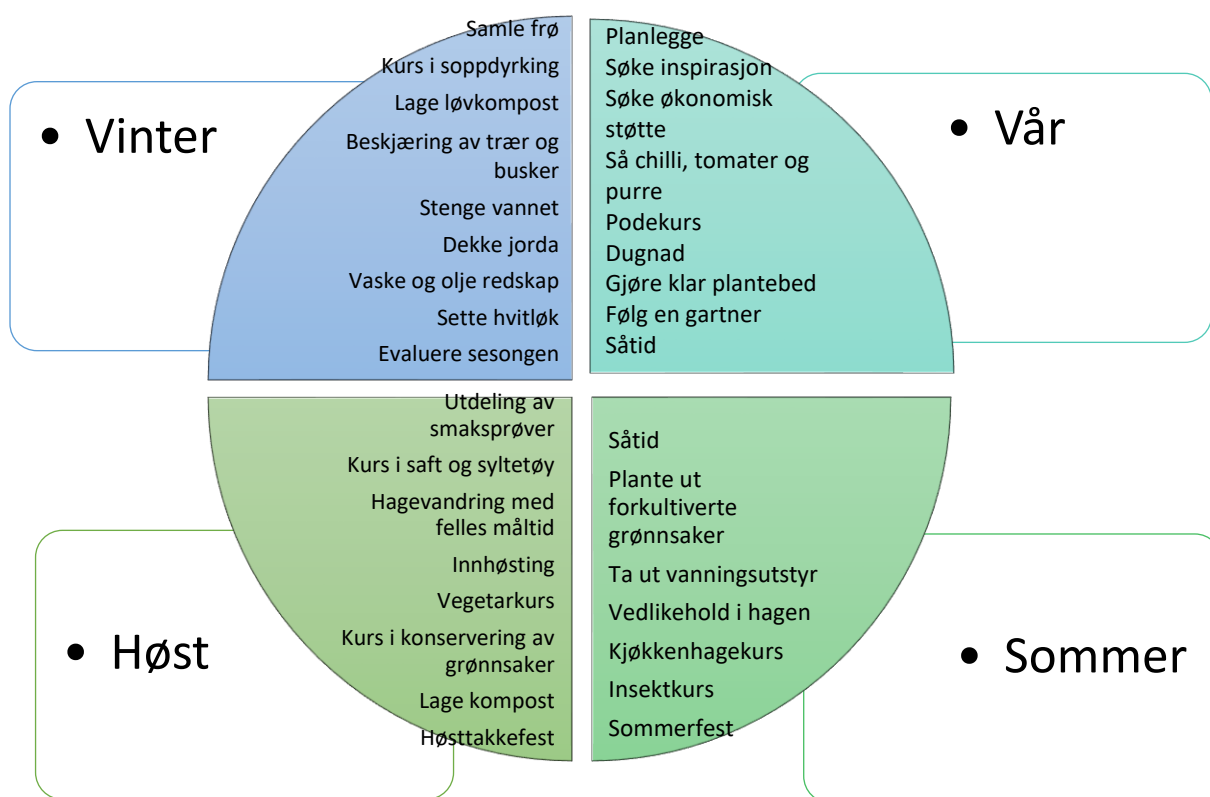 • Vinter
Samle frø
Kurs i soppdyrking
Lage løvkompost
Beskjæring av trær og
busker
Stenge vannet
Dekke jorda
Vaske og olje redskap
Sette hvitløk
Evaluere sesongen
• Vår
Planlegge
Søke inspirasjon
Søke økonomisk
støtte
Så chilli, tomater og
purre
Podekurs
Dugnad
Gjøre klar plantebed
Følg en gartner
Såtid
• Høst
Utdeling av
smaksprøver
Kurs i saft og syltetøy
Hagevandring med
felles måltid
Innhøsting
Vegetarkurs
Kurs i konservering av
grønnsaker
Lage kompost
Høsttakkefest
• Sommer
Såtid
Plante ut
forkultiverte
grønnsaker
Ta ut vanningsutstyr
Vedlikehold i hagen
Kjøkkenhagekurs
Insektkurs
Sommerfest